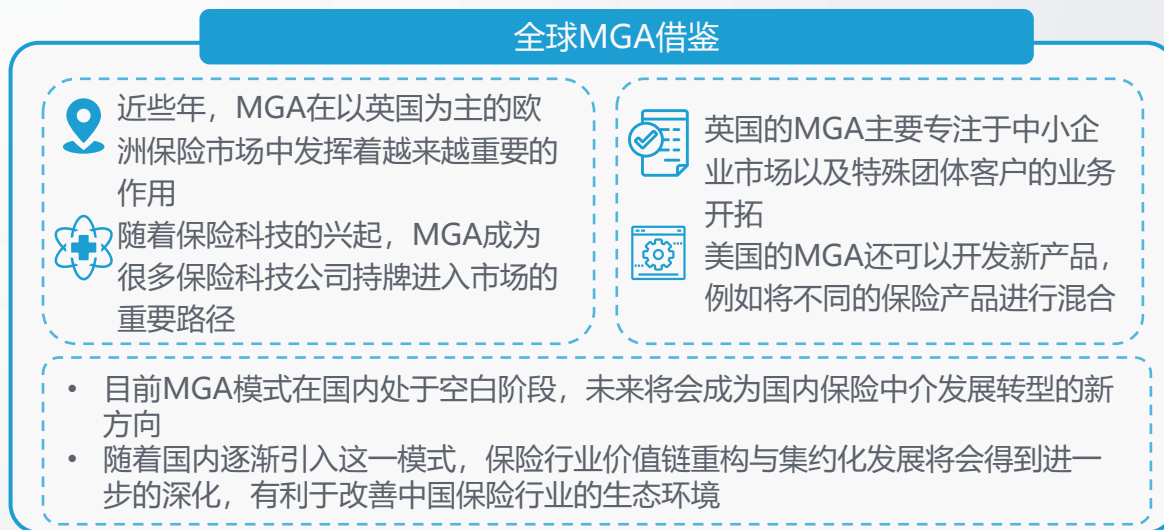 全球MGA借鉴
近些年，MGA在以英国为主的欧
洲保险市场中发挥着越来越重要的
作用
随着保险科技的兴起，MGA成为
很多保险科技公司持牌进入市场的
重要路径
英国的MGA主要专注于中小企
业市场以及特殊团体客户的业务
开拓
美国的MGA还可以开发新产品，
例如将不同的保险产品进行混合
• 目前MGA模式在国内处于空白阶段，未来将会成为国内保险中介发展转型的新
方向
• 随着国内逐渐引入这一模式，保险行业价值链重构与集约化发展将会得到进一
步的深化，有利于改善中国保险行业的生态环境